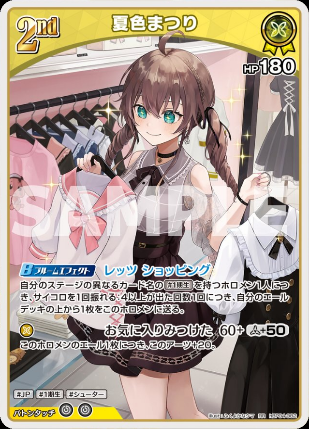 2nd
夏色まつり
HP180
SAMPLE
ブルームエフェクト レッツ ショッピング
自分のステージの異なるカード名の#1期生を持つホロメン1人につき、サイコロを1回振れる:4以上が出た回数1回につき、自分のエールデッキの上から1枚をこのホロメンに送る。
お気に入りみつけた 60+ +50
このホロメンのエール1枚につき、このアーツ+20。
#JP #1期生 #シューター
バトンタッチ